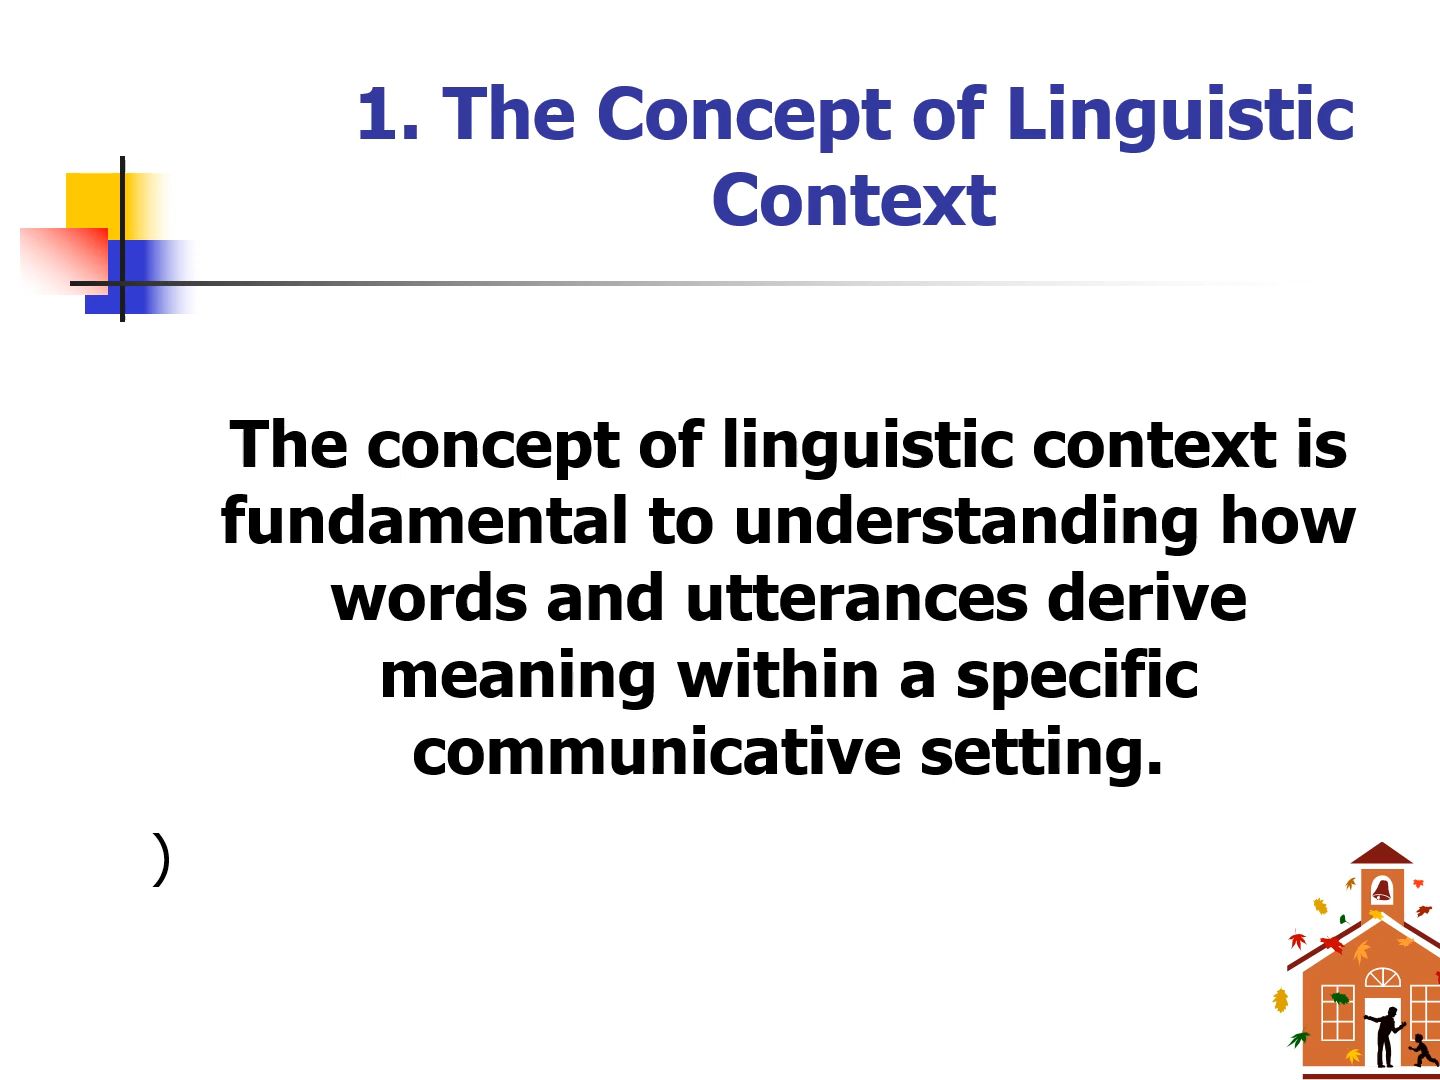 1. The Concept of Linguistic
Context
The concept of linguistic context is
fundamental to understanding how
words and utterances derive
meaning within a specific
communicative setting.
)